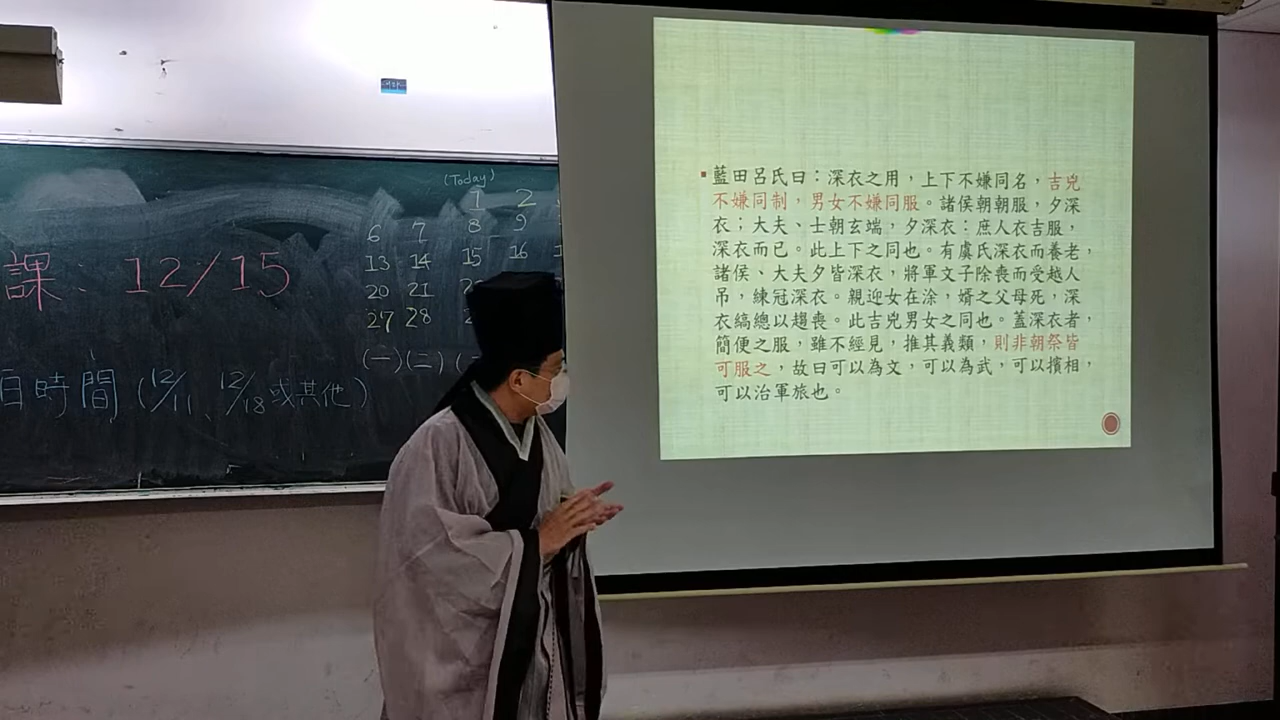 (Today)
1 2
6 7 8 9
13 14 15 16
20 21 2
27 28 2
(一)(二)(
課：12/15
時間(12/11、12/18或其他)
▪藍田呂氏曰：深衣之用，上下不嫌同名，吉兇
不嫌同制，男女不嫌同服。諸侯朝朝服，夕深
衣；大夫、士朝玄端，夕深衣：庶人衣吉服，
深衣而已。此上下之同也。有虞氏深衣而養老，
諸侯、大夫夕皆深衣，將軍文子除喪而受越人
吊，練冠深衣。親迎女在涂，婿之父母死，深
衣縞總以趨喪。此吉兇男女之同也。蓋深衣者，
簡便之服，雖不經見，推其義類，則非朝祭皆
可服之，故曰可以為文，可以為武，可以擯相，
可以治軍旅也。